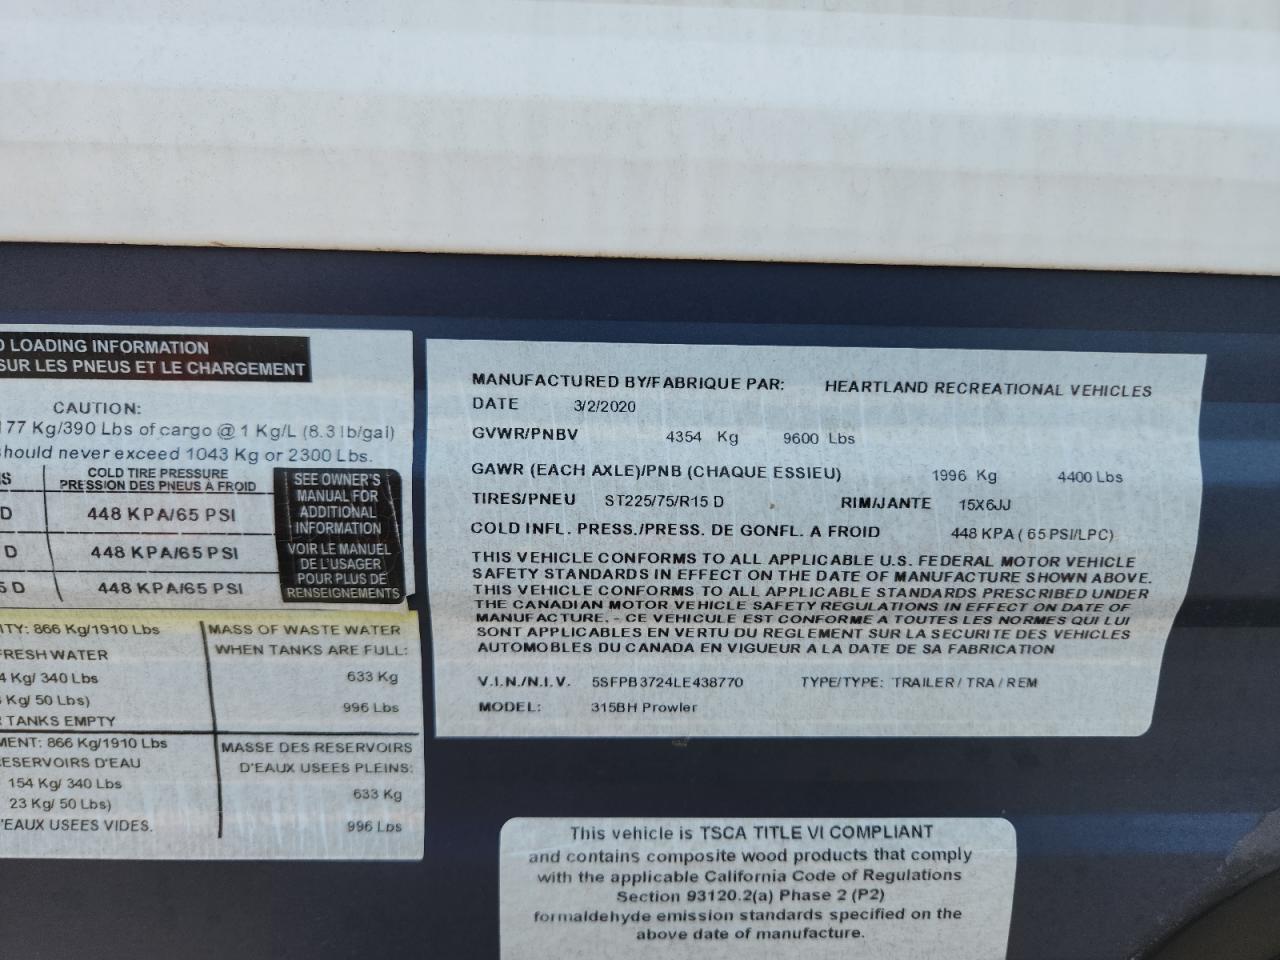 LOADING INFORMATION
SUR LES PNEUS ET LE CHARGEMENT
CAUTION:
177 Kg/390 Lbs of cargo @ 1 Kg/L (8.3 lb/gal)
should never exceed 1043 Kg or 2300 Lbs.
COLD TIRE PRESSURE
PRESSION DES PNEUS A FROID
D 448 KPA/65 PSI
D 448 KPA/65 PSI
5 D 448 KPA/65 PSI
SEE OWNER'S
MANUAL FOR
ADDITIONAL
INFORMATION
VOIR LE MANUEL
DE L'USAGER
POUR PLUS DE
RENSEIGNEMENTS
ITY: 866 Kg/1910 Lbs
FRESH WATER
4 Kg/ 340 Lbs
Kg/ 50 Lbs)
TANKS EMPTY
MENT: 866 Kg/1910 Lbs
ESERVOIRS D'EAU
154 Kg/ 340 Lbs
23 Kg/ 50 Lbs)
'EAUX USEES VIDES.
MASS OF WASTE WATER
WHEN TANKS ARE FULL:
633 Kg
996 Lbs
MASSE DES RESERVOIRS
D'EAUX USEES PLEINS:
633 Kg
996 Lbs
MANUFACTURED BY/FABRIQUE PAR: HEARTLAND RECREATIONAL VEHICLES
DATE 3/2/2020
GVWR/PNBV 4354 Kg 9600 Lbs
GAWR (EACH AXLE)/PNB (CHAQUE ESSIEU) 1996 Kg 4400 Lbs
TIRES/PNEU ST225/75/R15 D RIM/JANTE 15X6JJ
COLD INFL. PRESS./PRESS. DE GONFL. A FROID 448 KPA ( 65 PSI/LPC)
THIS VEHICLE CONFORMS TO ALL APPLICABLE U.S. FEDERAL MOTOR VEHICLE
SAFETY STANDARDS IN EFFECT ON THE DATE OF MANUFACTURE SHOWN ABOVE.
THIS VEHICLE CONFORMS TO ALL APPLICABLE STANDARDS PRESCRIBED UNDER
THE CANADIAN MOTOR VEHICLE SAFETY REGULATIONS IN EFFECT ON DATE OF
MANUFACTURE. - CE VEHICULE EST CONFORME A TOUTES LES NORMES QUI LUI
SONT APPLICABLES EN VERTU DU REGLEMENT SUR LA SECURITE DES VEHICLES
AUTOMOBILES DU CANADA EN VIGUEUR A LA DATE DE SA FABRICATION
V.I.N./N.I.V. 5SFPB3724LE438770 TYPE/TYPE: TRAILER / TRA / REM
MODEL: 315BH Prowler
This vehicle is TSCA TITLE VI COMPLIANT
and contains composite wood products that comply
with the applicable California Code of Regulations
Section 93120.2(a) Phase 2 (P2)
formaldehyde emission standards specified on the
above date of manufacture.